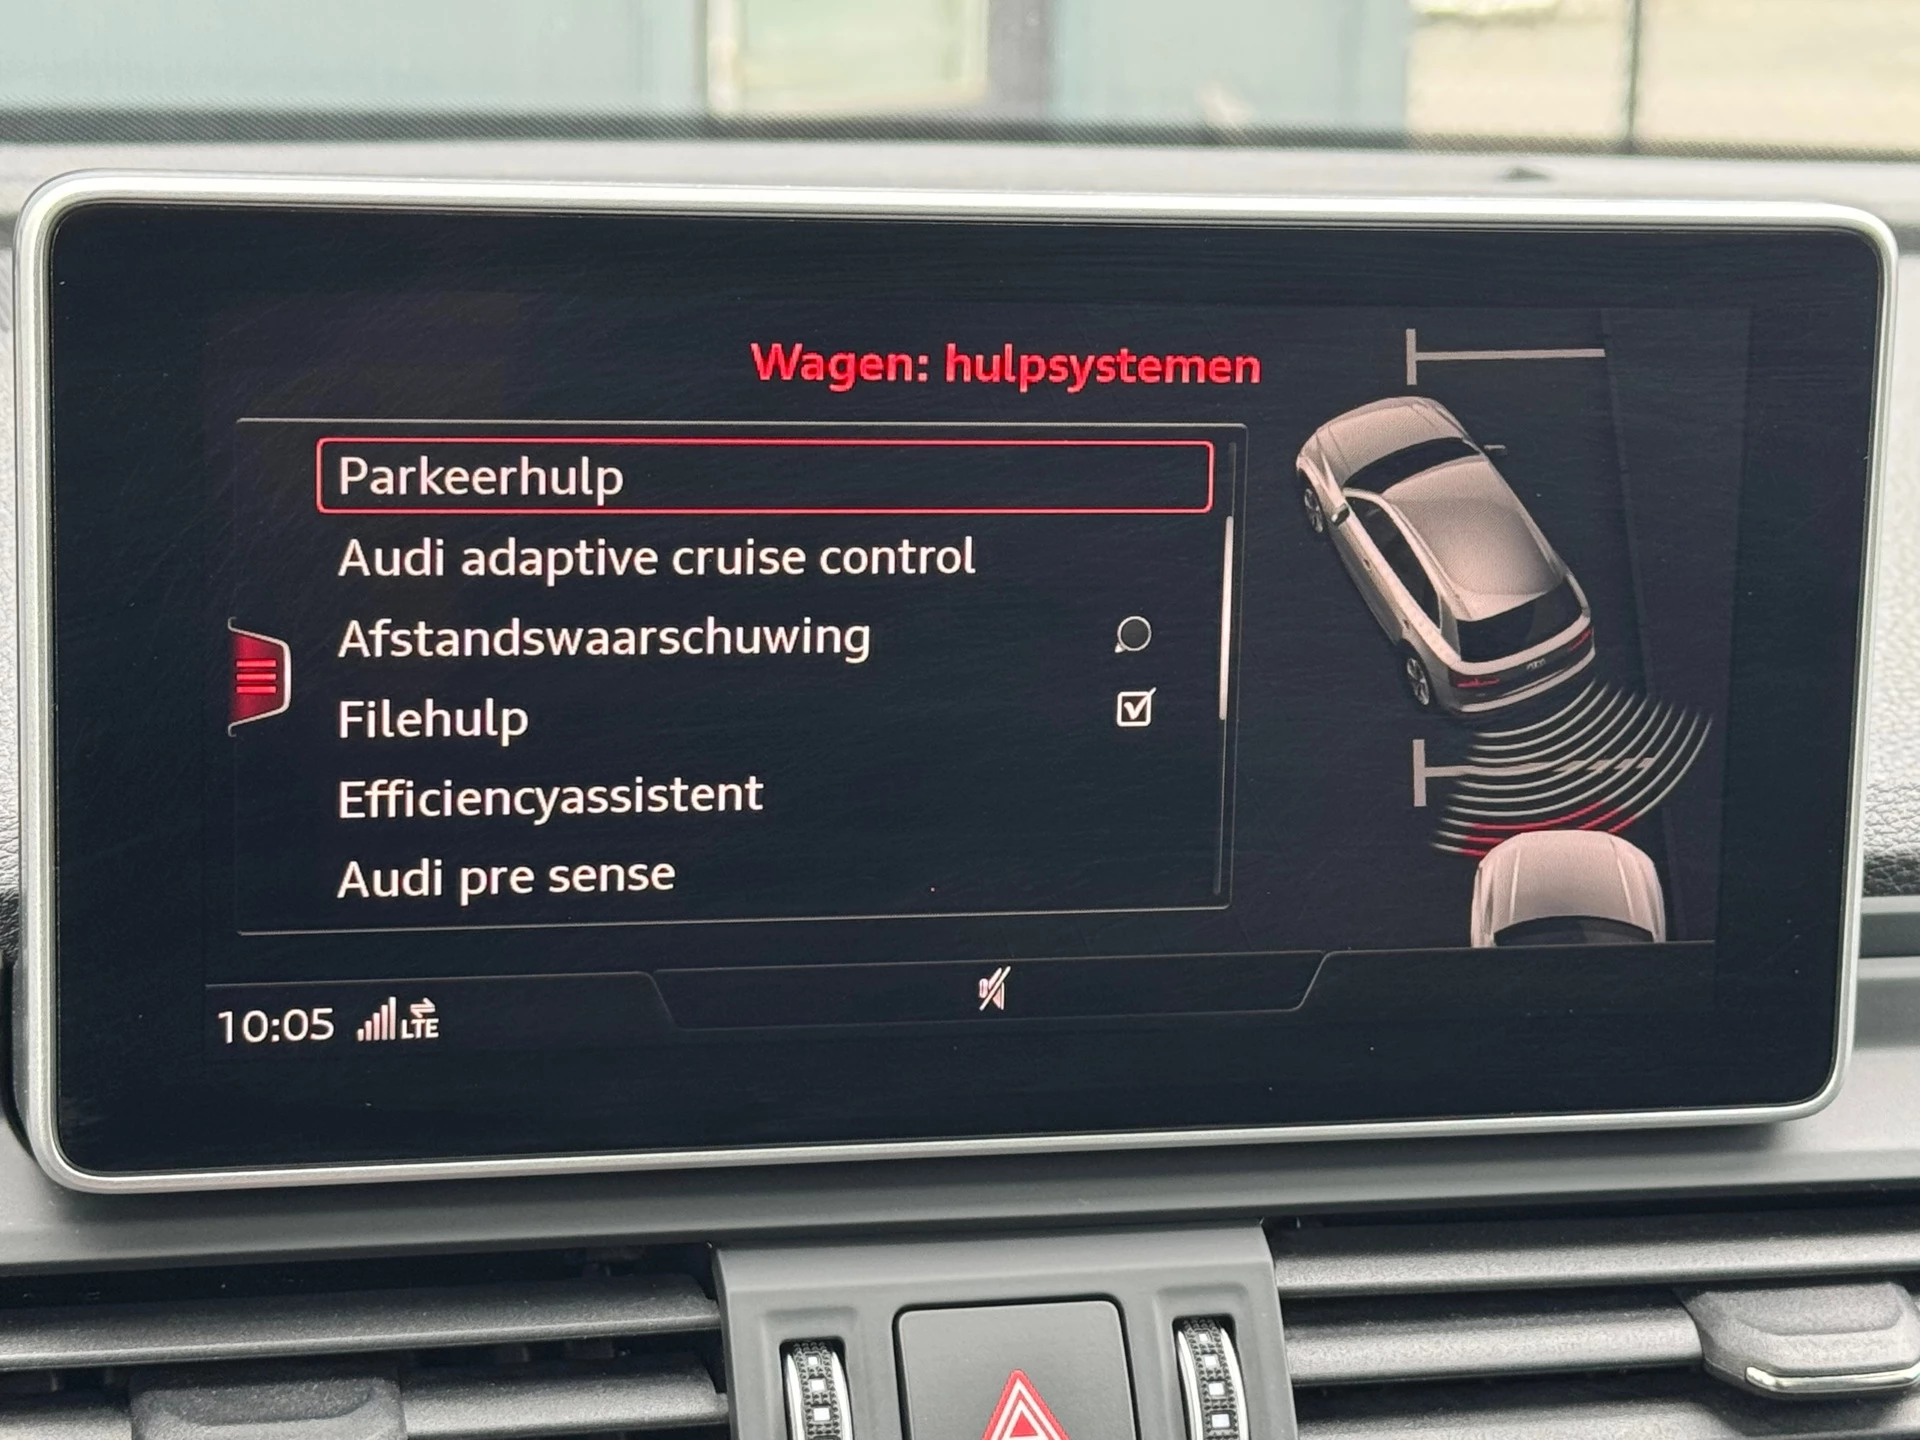 Wagen: hulpsystemen
Parkeerhulp
Audi adaptive cruise control
Afstandswaarschuwing
Filehulp
Efficiencyassistent
Audi pre sense
10:05 LTE